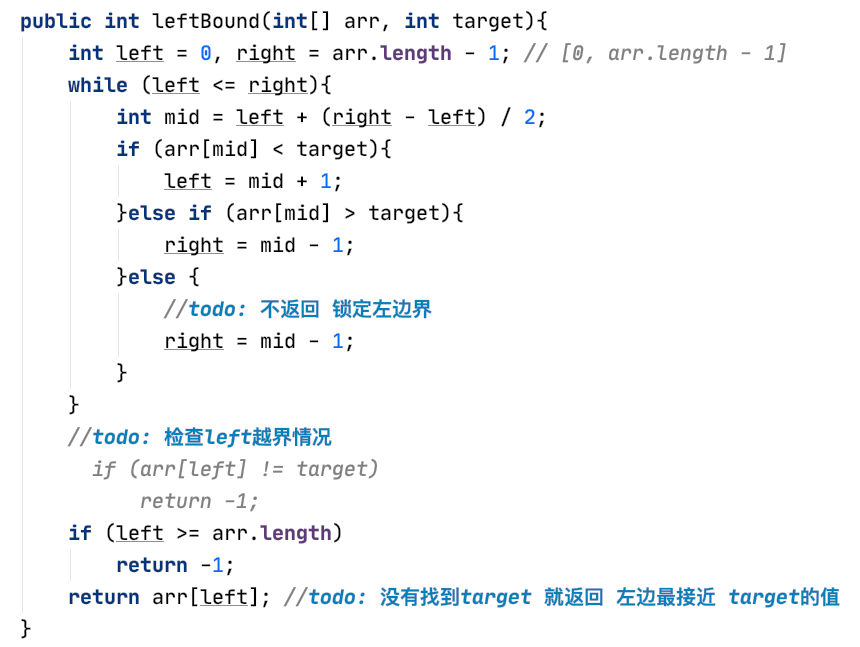 public int leftBound(int[] arr, int target){
    int left = 0, right = arr.length - 1; // [0, arr.length - 1]
    while (left <= right){
        int mid = left + (right - left) / 2;
        if (arr[mid] < target){
            left = mid + 1;
        }else if (arr[mid] > target){
            right = mid - 1;
        }else {
            //todo: 不返回 锁定左边界
            right = mid - 1;
        }
    }
    //todo: 检查left越界情况
      if (arr[left] != target)
          return -1;
    if (left >= arr.length)
        return -1;
    return arr[left]; //todo: 没有找到target 就返回 左边最接近 target的值
}